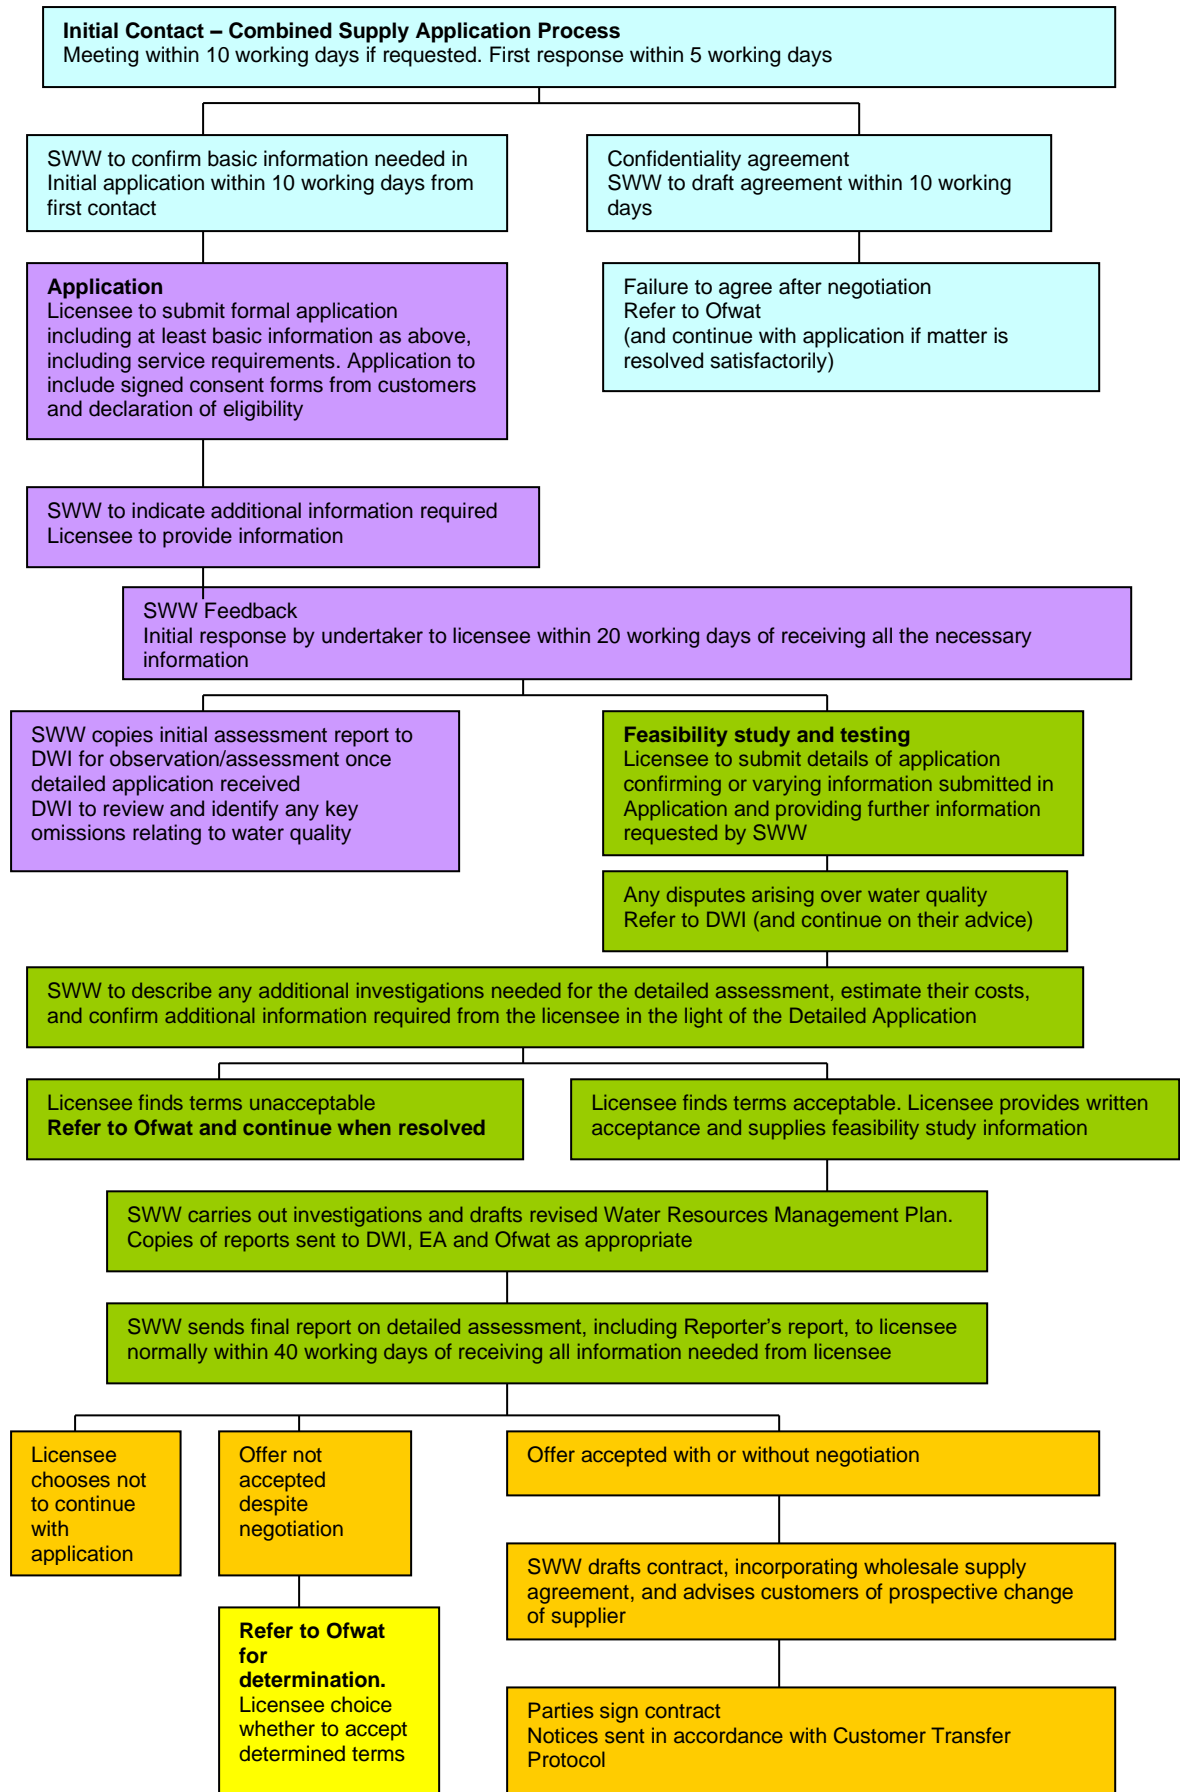 Initial Contact – Combined Supply Application Process
Meeting within 10 working days if requested. First response within 5 working days
SWW to confirm basic information needed in
Initial application within 10 working days from
first contact
Confidentiality agreement
SWW to draft agreement within 10 working
days
Application
Licensee to submit formal application
including at least basic information as above,
including service requirements. Application to
include signed consent forms from customers
and declaration of eligibility
Failure to agree after negotiation
Refer to Ofwat
(and continue with application if matter is
resolved satisfactorily)
SWW to indicate additional information required
Licensee to provide information
SWW Feedback
Initial response by undertaker to licensee within 20 working days of receiving all the necessary
information
SWW copies initial assessment report to
DWI for observation/assessment once
detailed application received
DWI to review and identify any key
omissions relating to water quality
Feasibility study and testing
Licensee to submit details of application
confirming or varying information submitted in
Application and providing further information
requested by SWW
Any disputes arising over water quality
Refer to DWI (and continue on their advice)
SWW to describe any additional investigations needed for the detailed assessment, estimate their costs,
and confirm additional information required from the licensee in the light of the Detailed Application
Licensee finds terms unacceptable
Refer to Ofwat and continue when resolved
Licensee finds terms acceptable. Licensee provides written
acceptance and supplies feasibility study information
SWW carries out investigations and drafts revised Water Resources Management Plan.
Copies of reports sent to DWI, EA and Ofwat as appropriate
SWW sends final report on detailed assessment, including Reporter's report, to licensee
normally within 40 working days of receiving all information needed from licensee
Licensee
chooses not
to continue
with
application
Offer not
accepted
despite
negotiation
Offer accepted with or without negotiation
SWW drafts contract, incorporating wholesale supply
agreement, and advises customers of prospective change
of supplier
Refer to Ofwat
for
determination.
Licensee choice
whether to accept
determined terms
Parties sign contract
Notices sent in accordance with Customer Transfer
Protocol